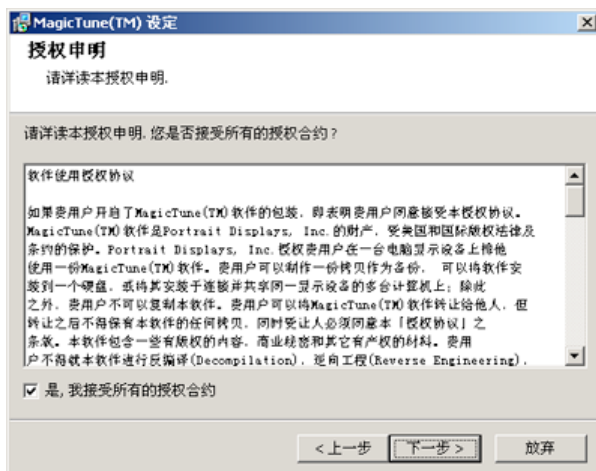 MagicTune(TM) 设定
授权申明
请详读本授权申明.
请详读本授权申明. 您是否接受所有的授权合约?
软件使用授权协议
如果贵用户开启了MagicTune(TM)软件的包装，即表明贵用户同意接受本授权协议。
MagicTune(TM)软件是Portrait Displays, Inc.的财产，受美国和国际版权法律及
条约的保护。Portrait Displays, Inc.授权贵用户在一台电脑显示设备上排他
使用一份MagicTune(TM)软件。贵用户可以制作一份拷贝作为备份，可以将软件安
装到一个硬盘，或将其安装于连接并共享同一显示设备的多台计算机上；除此
之外，贵用户不可以复制本软件。贵用户可以将MagicTune(TM)软件转让给他人，但
转让之后不得保有本软件的任何拷贝，同时受让人必须同意本「授权协议」之
条款。本软件包含一些有版权的内容，商业秘密和其它有产权的材料。贵用
户不得就本软件进行反编译(Decompilation)，逆向工程(Reverse Engineering)，
是, 我接受所有的授权合约
<上一步 下一步> 放弃